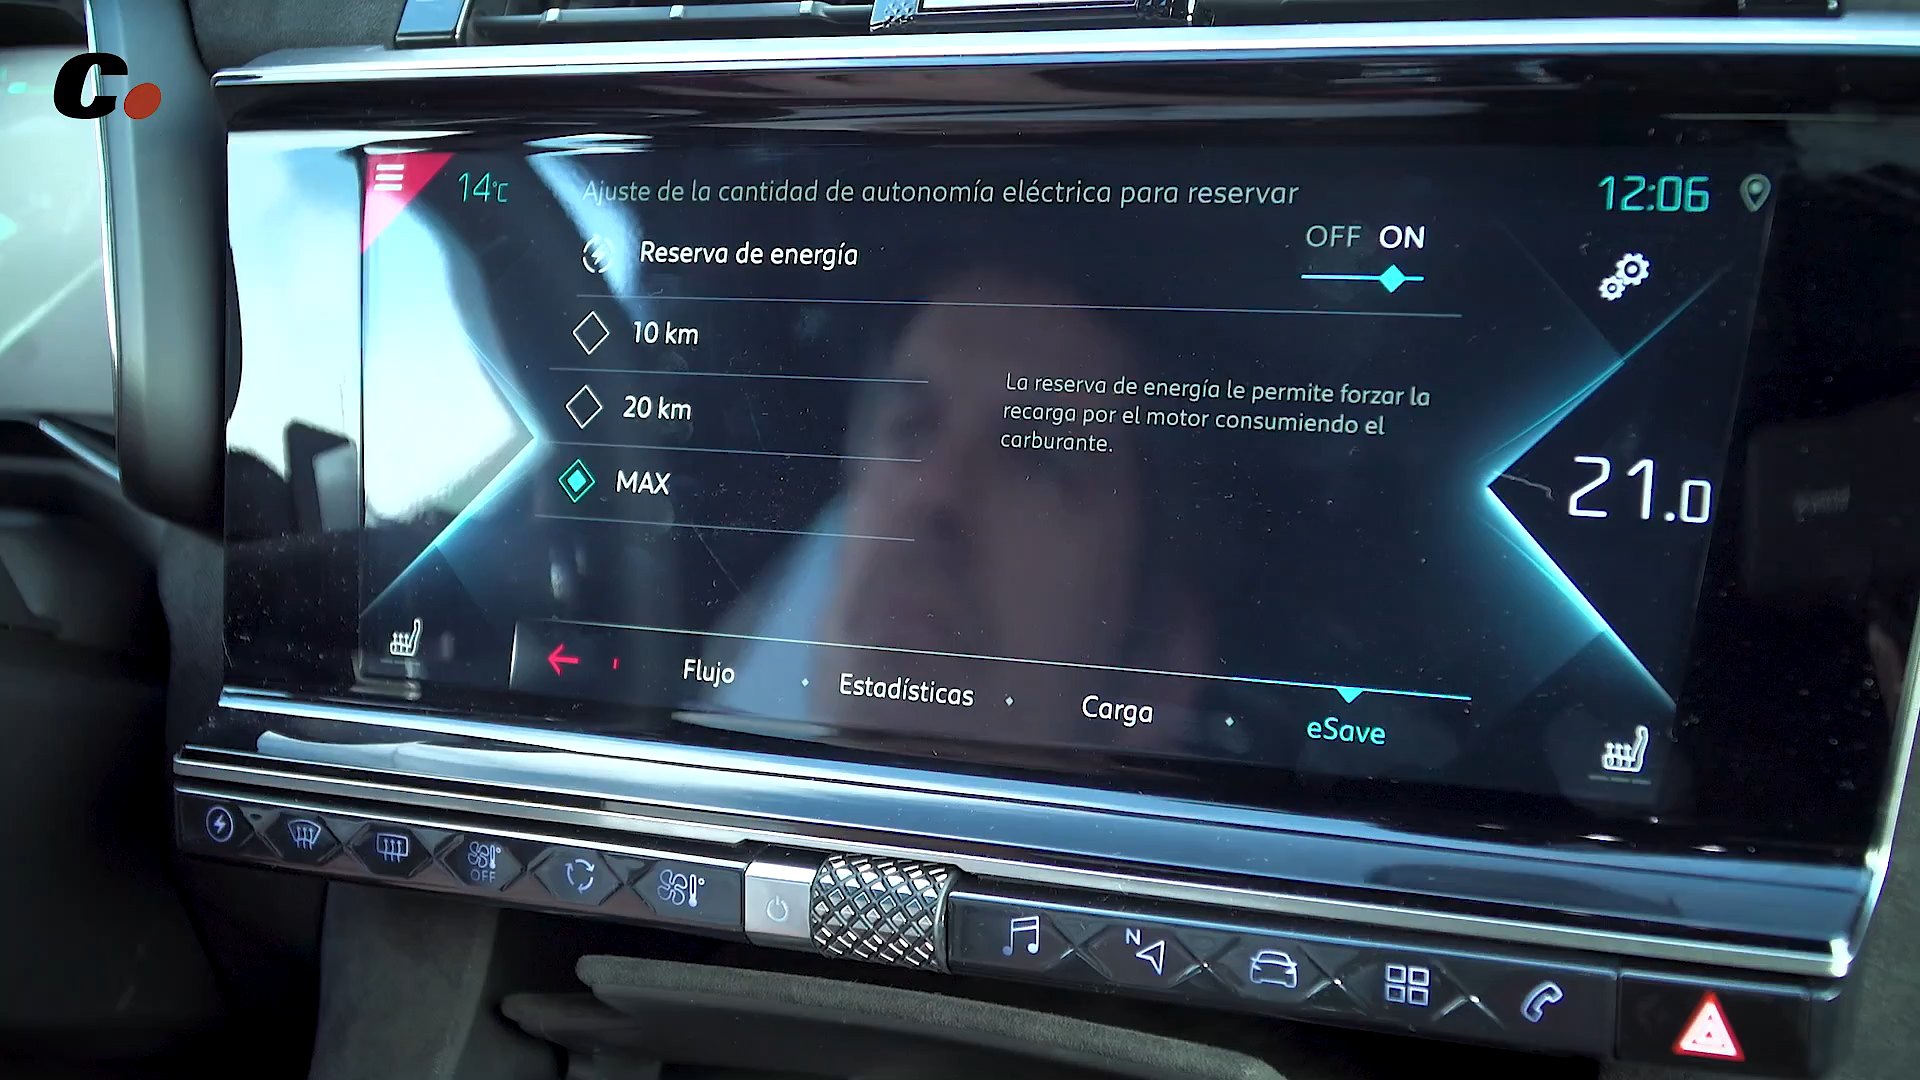 C.
14°C
Ajuste de la cantidad de autonomía eléctrica para reservar
12:06
Reserva de energía
OFF ON
10 km
20 km
MAX
La reserva de energía le permite forzar la
recarga por el motor consumiendo el
carburante.
21.0
Flujo
Estadísticas
Carga
eSave
OFF
N